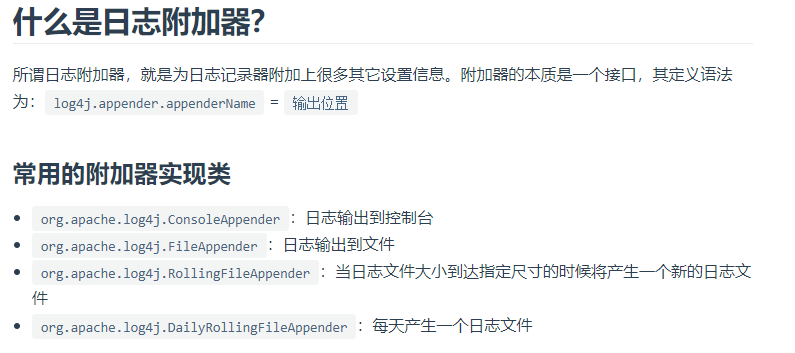 什么是日志附加器？
所谓日志附加器，就是为日志记录器附加上很多其它设置信息。附加器的本质是一个接口，其定义语法
为：log4j.appender.appenderName = 输出位置
常用的附加器实现类
• org.apache.log4j.ConsoleAppender：日志输出到控制台
• org.apache.log4j.FileAppender：日志输出到文件
• org.apache.log4j.RollingFileAppender：当日志文件大小到达指定尺寸的时候将产生一个新的日志文
件
• org.apache.log4j.DailyRollingFileAppender：每天产生一个日志文件